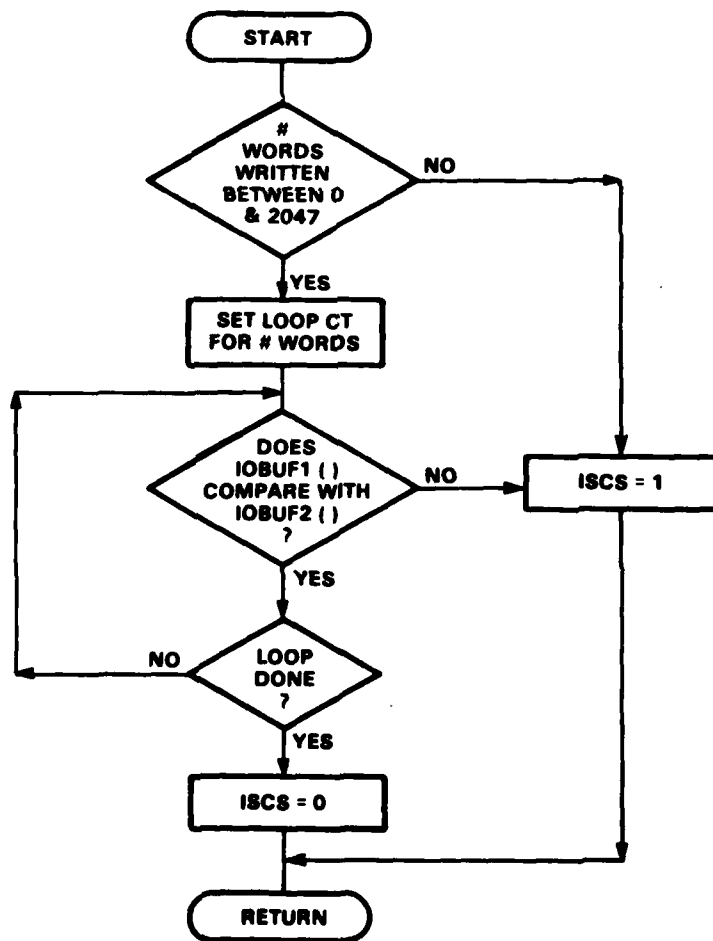 START
#
WORDS
WRITTEN
BETWEEN 0
& 2047
NO
YES
SET LOOP CT
FOR # WORDS
DOES
IOBUF1 ( )
COMPARE WITH
IOBUF2 ( )
?
NO
ISCS = 1
YES
NO
LOOP
DONE
?
YES
ISCS = 0
RETURN